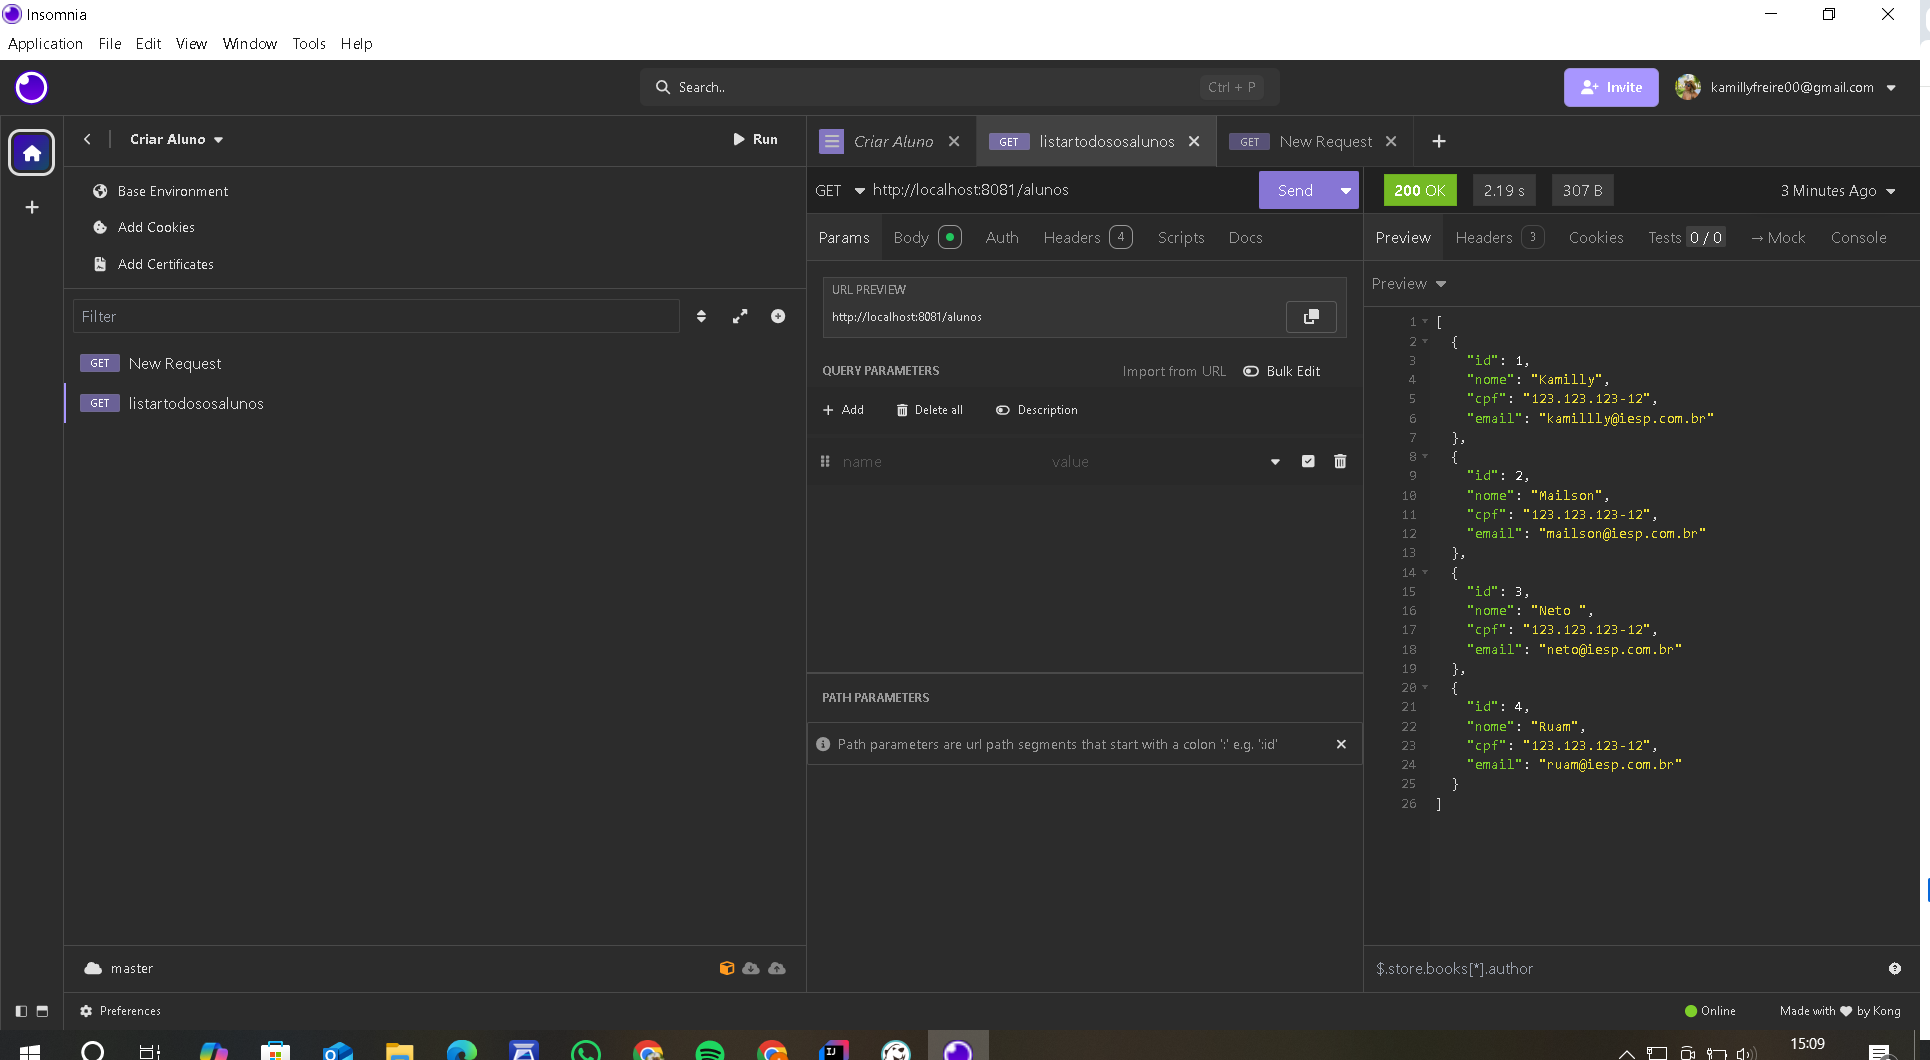 Insomnia
Application File Edit View Window Tools Help
Search.. Ctrl + P
Invite
kamillyfreire00@gmail.com
Criar Aluno
Run
Base Environment
Add Cookies
Add Certificates
Filter
GET New Request
GET listartodososalunos
master
Preferences
Criar Aluno
GET listartodososalunos
GET New Request
GET http://localhost:8081/alunos
Send
Params Body Auth Headers 4 Scripts Docs
URL PREVIEW
http://localhost:8081/alunos
QUERY PARAMETERS
Import from URL Bulk Edit
Add Delete all Description
name value
PATH PARAMETERS
Path parameters are url path segments that start with a colon ':' e.g. ':id'
200 OK 2.19 s 307 B 3 Minutes Ago
Preview Headers 3 Cookies Tests 0 / 0 → Mock Console
Preview
1 [
2 {
3 "id": 1,
4 "nome": "Kamilly",
5 "cpf": "123.123.123-12",
6 "email": "kamillly@iesp.com.br"
7 },
8 {
9 "id": 2,
10 "nome": "Mailson",
11 "cpf": "123.123.123-12",
12 "email": "mailson@iesp.com.br"
13 },
14 {
15 "id": 3,
16 "nome": "Neto ",
17 "cpf": "123.123.123-12",
18 "email": "neto@iesp.com.br"
19 },
20 {
21 "id": 4,
22 "nome": "Ruam",
23 "cpf": "123.123.123-12",
24 "email": "ruam@iesp.com.br"
25 }
26 ]
$.store.books[*].author
Online
Made with ♥ by Kong
15:09